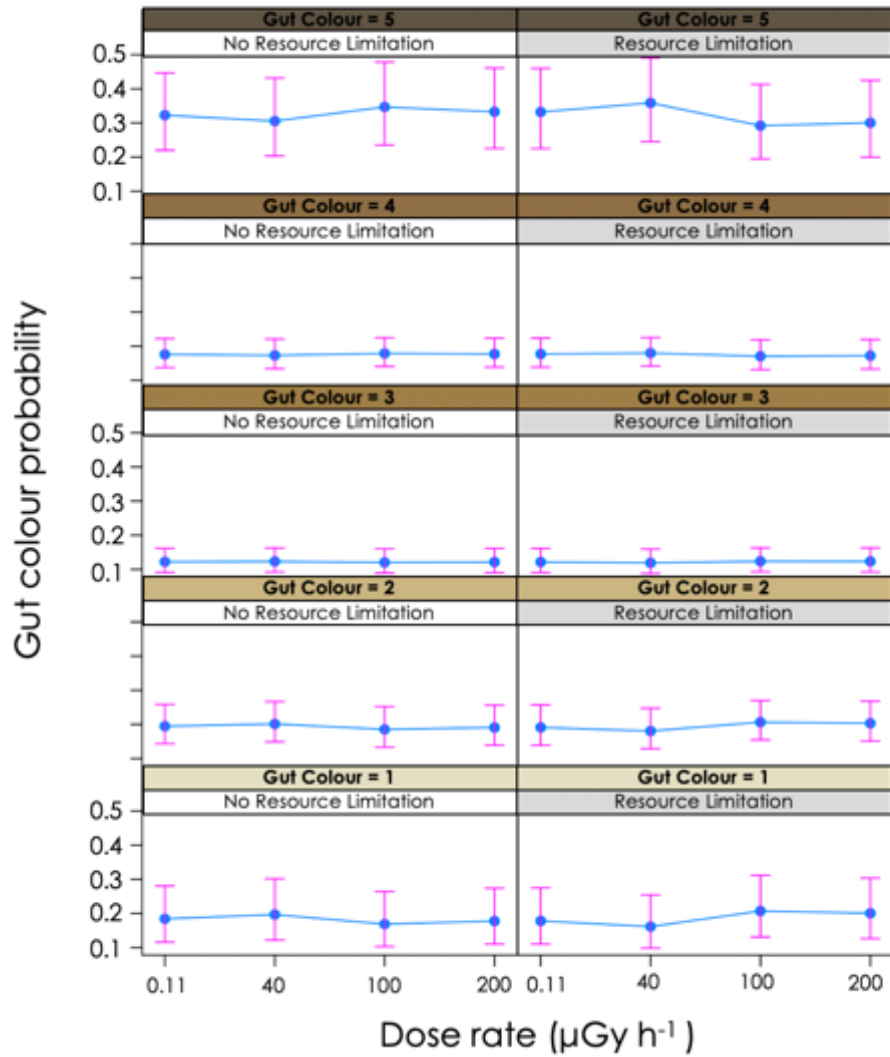 Gut Colour = 5 Gut Colour = 5
No Resource Limitation Resource Limitation
0.5
0.4
0.3
0.2
0.1
Gut Colour = 4 Gut Colour = 4
No Resource Limitation Resource Limitation
Gut Colour = 3 Gut Colour = 3
No Resource Limitation Resource Limitation
0.5
0.4
0.3
0.2
0.1
Gut Colour = 2 Gut Colour = 2
No Resource Limitation Resource Limitation
Gut Colour = 1 Gut Colour = 1
No Resource Limitation Resource Limitation
0.5
0.4
0.3
0.2
0.1
0.11 40 100 200 0.11 40 100 200
Gut colour probability
Dose rate (µGy h⁻¹)